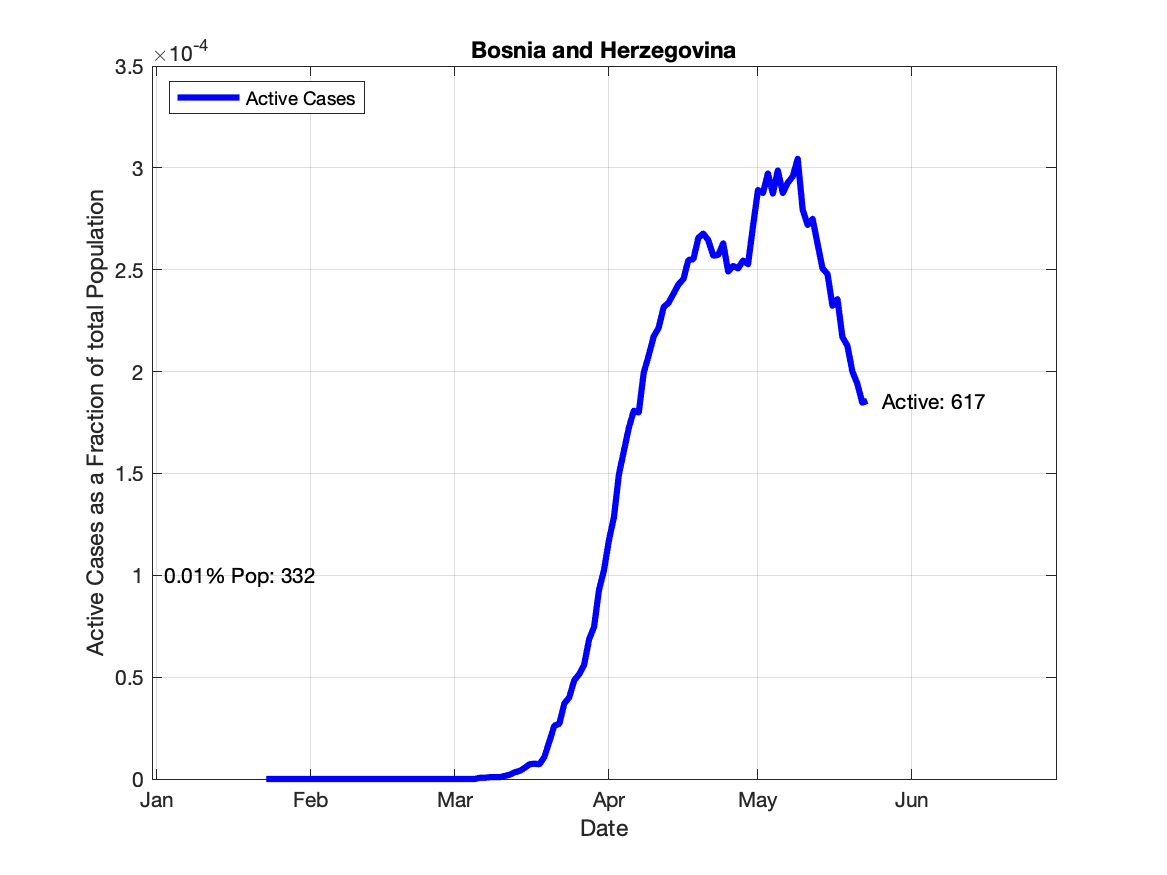 Bosnia and Herzegovina
×10-4
3.5
3
2.5
2
1.5
1
0.5
0
Active Cases as a Fraction of total Population
Active Cases
0.01% Pop: 332
Active: 617
Jan
Feb
Mar
Apr
May
Jun
Date